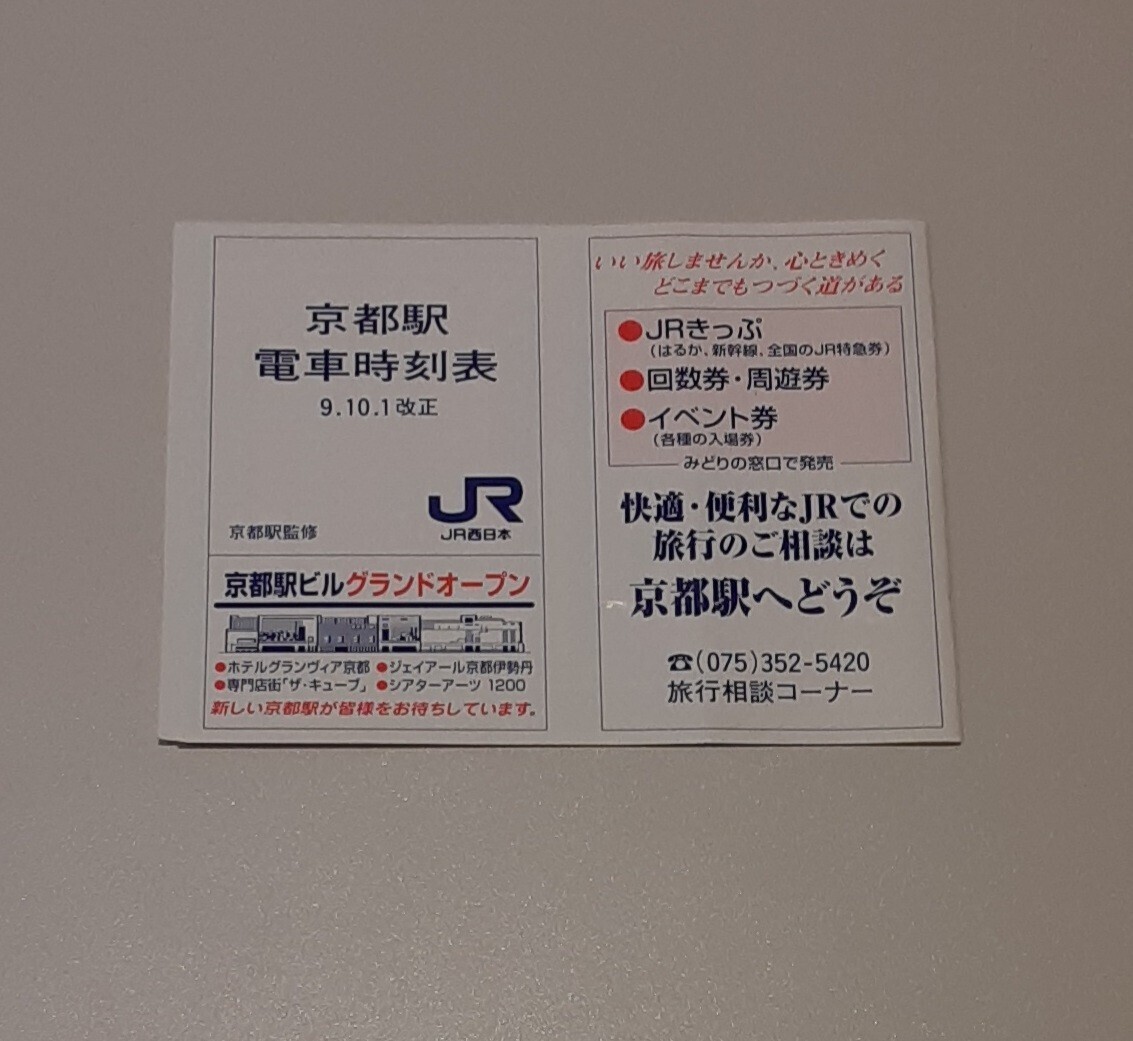 京都駅
電車時刻表
9.10.1改正
JR
JR西日本
京都駅監修
京都駅ビルグランドオープン
●ホテルグランヴィア京都 ●ジェイアール京都伊勢丹
●専門店街「ザ・キューブ」 ●シアターアーツ 1200
新しい京都駅が皆様をお待ちしています。
いい旅しませんか、心ときめく
どこまでもつづく道がある
●JRきっぷ
(はるか、新幹線、全国のJR特急券)
●回数券・周遊券
●イベント券
(各種の入場券)
みどりの窓口で発売
快適・便利なJRでの
旅行のご相談は
京都駅へどうぞ
☎(075)352-5420
旅行相談コーナー